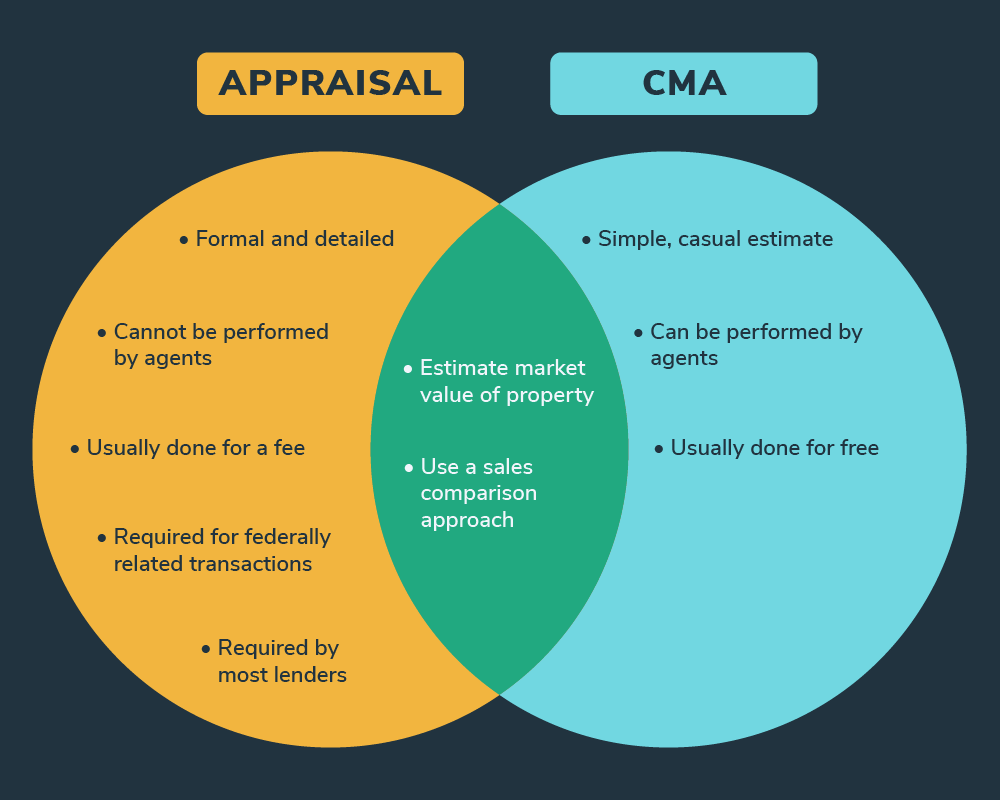 APPRAISAL
CMA
• Formal and detailed
• Cannot be performed
by agents
• Usually done for a fee
• Required for federally
related transactions
• Required by
most lenders
• Estimate market
value of property
• Use a sales
comparison
approach
• Simple, casual estimate
• Can be performed by
agents
• Usually done for free